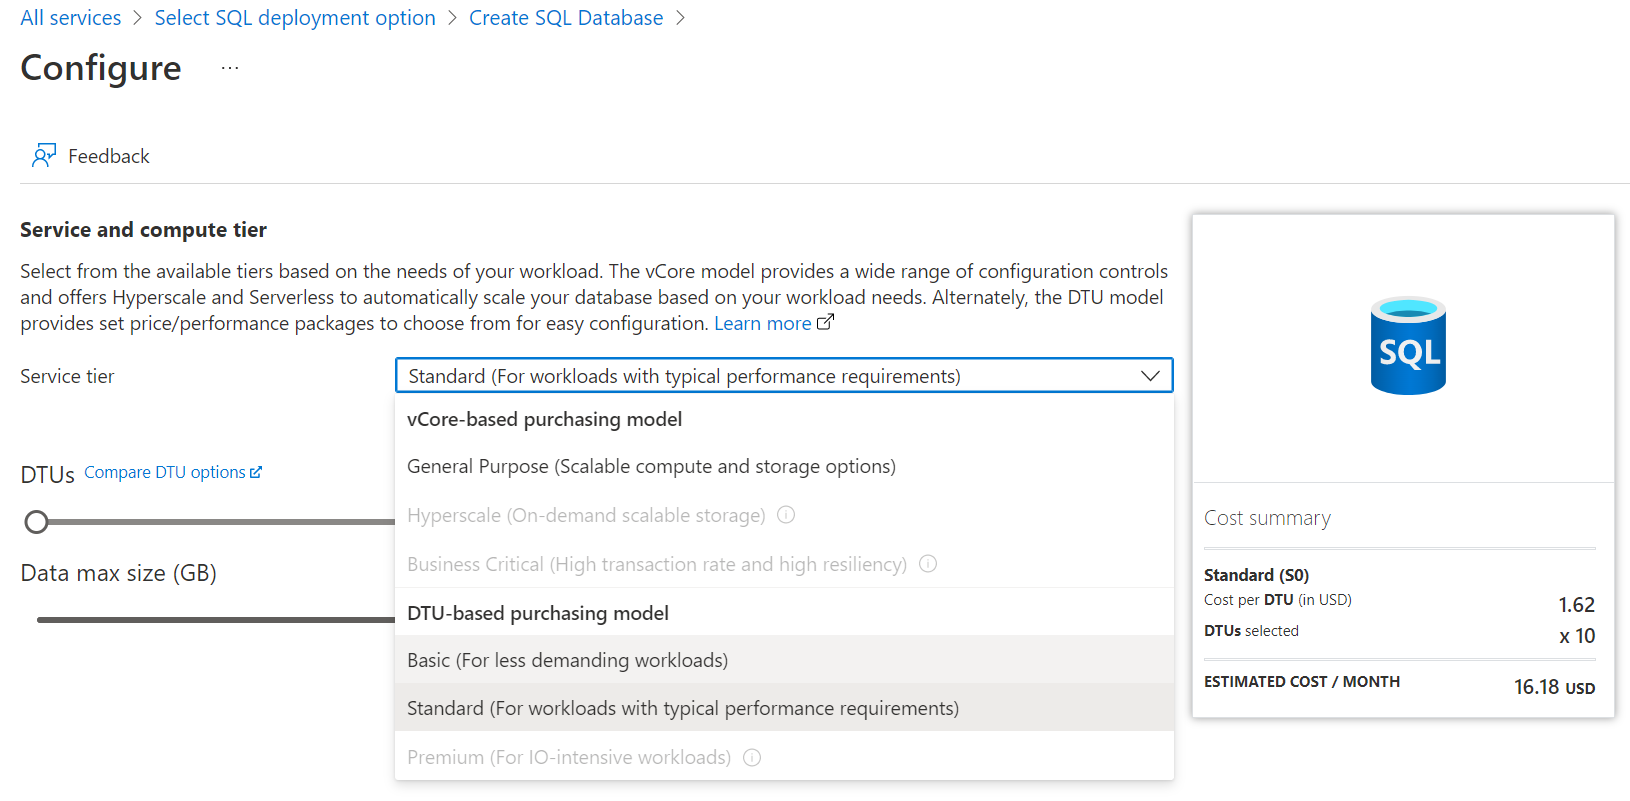 All services > Select SQL deployment option > Create SQL Database >
Configure ...
Feedback
Service and compute tier
Select from the available tiers based on the needs of your workload. The vCore model provides a wide range of configuration controls
and offers Hyperscale and Serverless to automatically scale your database based on your workload needs. Alternately, the DTU model
provides set price/performance packages to choose from for easy configuration. Learn more
Service tier
Standard (For workloads with typical performance requirements)
vCore-based purchasing model
General Purpose (Scalable compute and storage options)
Hyperscale (On-demand scalable storage)
Business Critical (High transaction rate and high resiliency)
DTU-based purchasing model
Basic (For less demanding workloads)
Standard (For workloads with typical performance requirements)
Premium (For IO-intensive workloads)
DTUs Compare DTU options
Data max size (GB)
SQL
Cost summary
Standard (S0)
Cost per DTU (in USD) 1.62
DTUs selected x 10
ESTIMATED COST / MONTH 16.18 USD